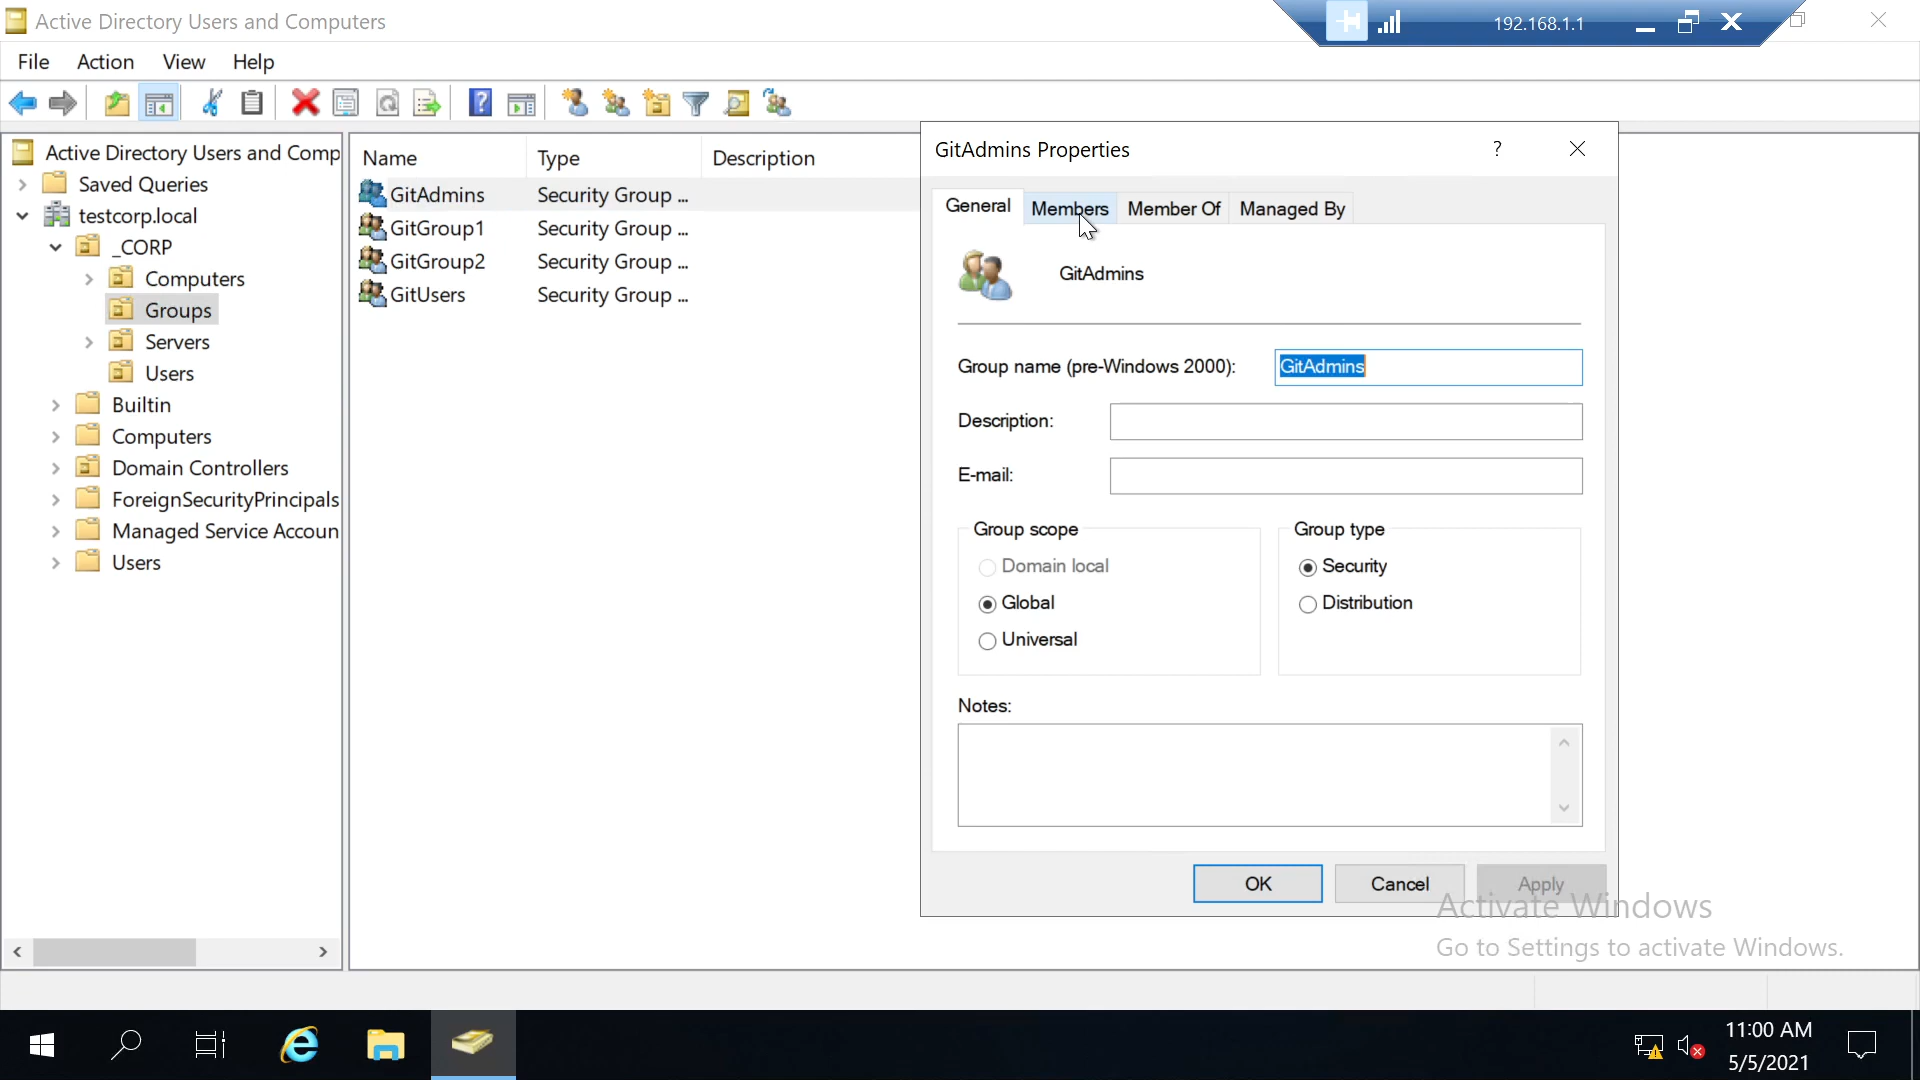 Active Directory Users and Computers
192.168.1.1
File Action View Help
Active Directory Users and Comp
Saved Queries
testcorp.local
_CORP
Computers
Groups
Servers
Users
Builtin
Computers
Domain Controllers
ForeignSecurityPrincipals
Managed Service Accoun
Users
Name Type Description
GitAdmins Security Group ...
GitGroup1 Security Group ...
GitGroup2 Security Group ...
GitUsers Security Group ...
GitAdmins Properties
?
General Members Member Of Managed By
GitAdmins
Group name (pre-Windows 2000): GitAdmins
Description:
E-mail:
Group scope
Domain local
Global
Universal
Group type
Security
Distribution
Notes:
OK Cancel Apply
Activate Windows
Go to Settings to activate Windows.
11:00 AM
5/5/2021